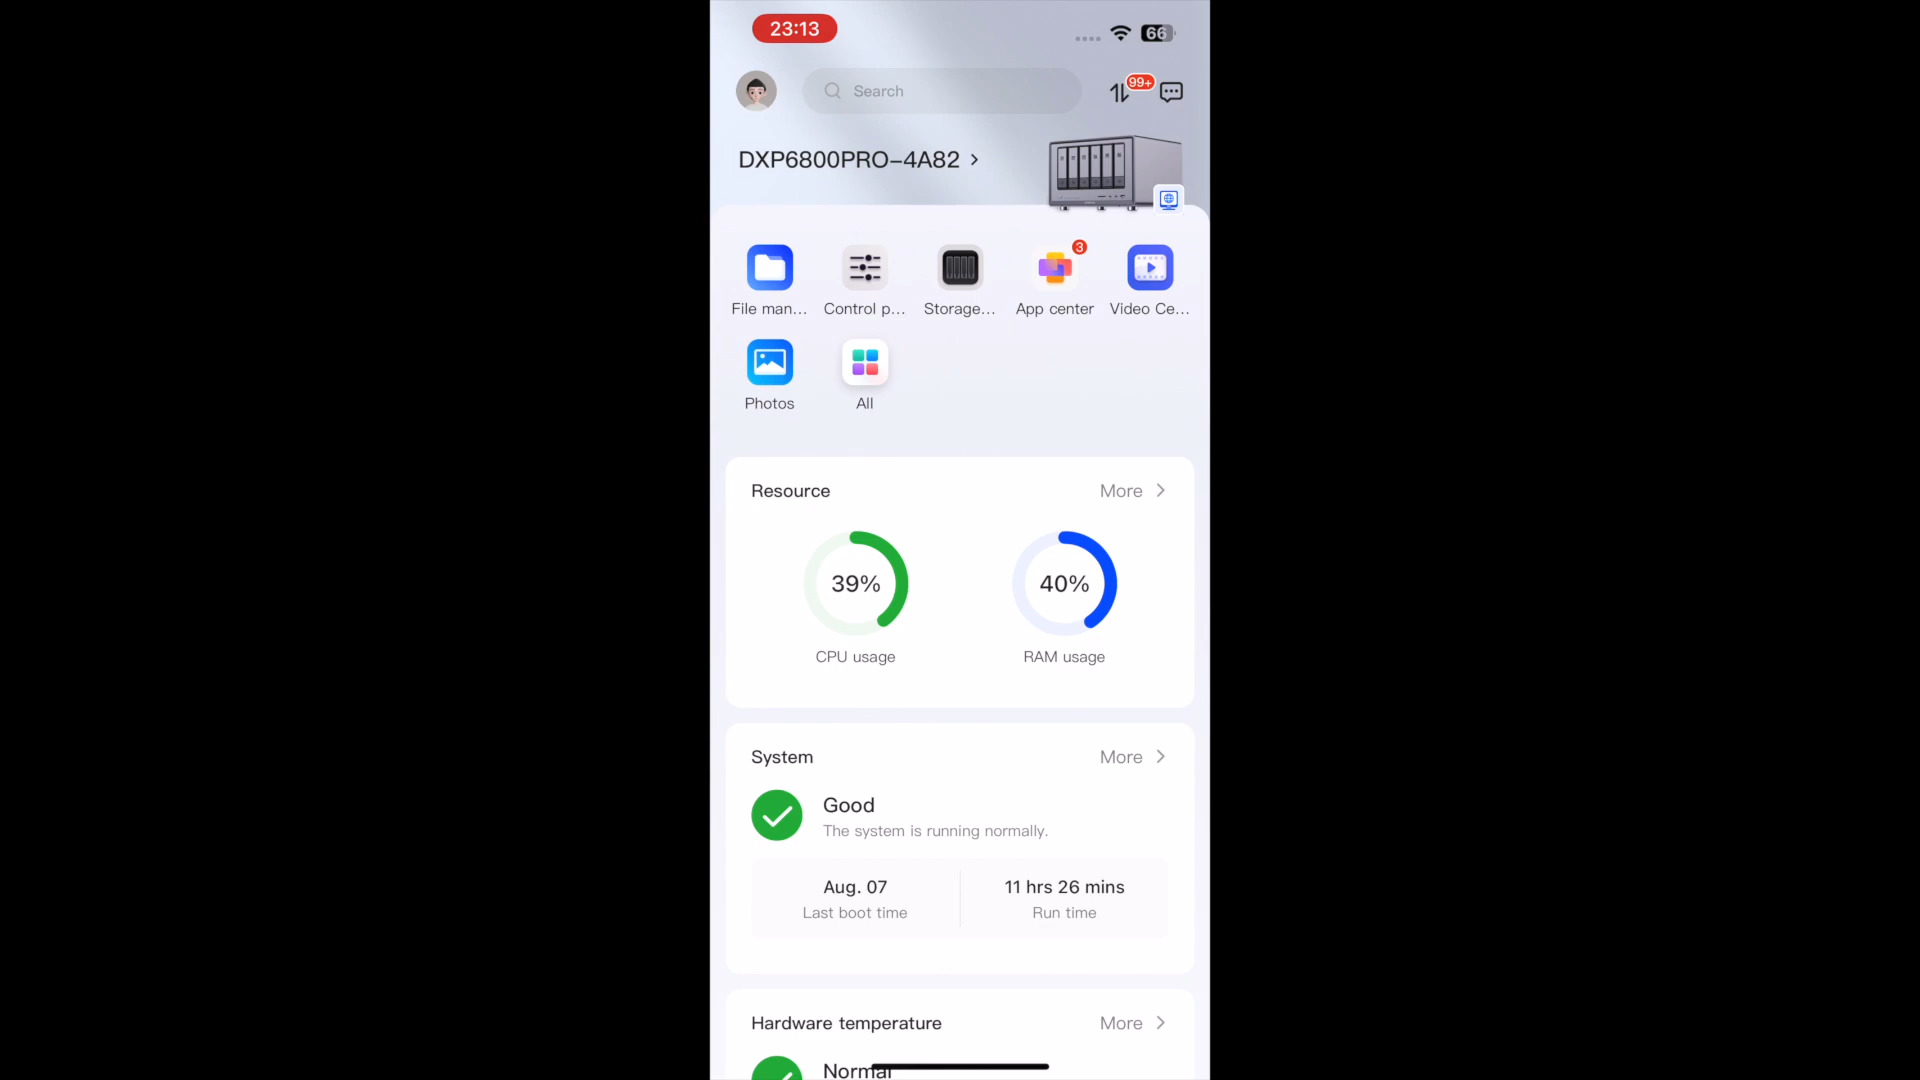 23:13
66
Search
99+
DXP6800PRO-4A82 >
3
File man...
Control p...
Storage...
App center
Video Ce...
Photos
All
Resource
More
39%
40%
CPU usage
RAM usage
System
More
Good
The system is running normally.
Aug. 07
11 hrs 26 mins
Last boot time
Run time
Hardware temperature
More
Normal